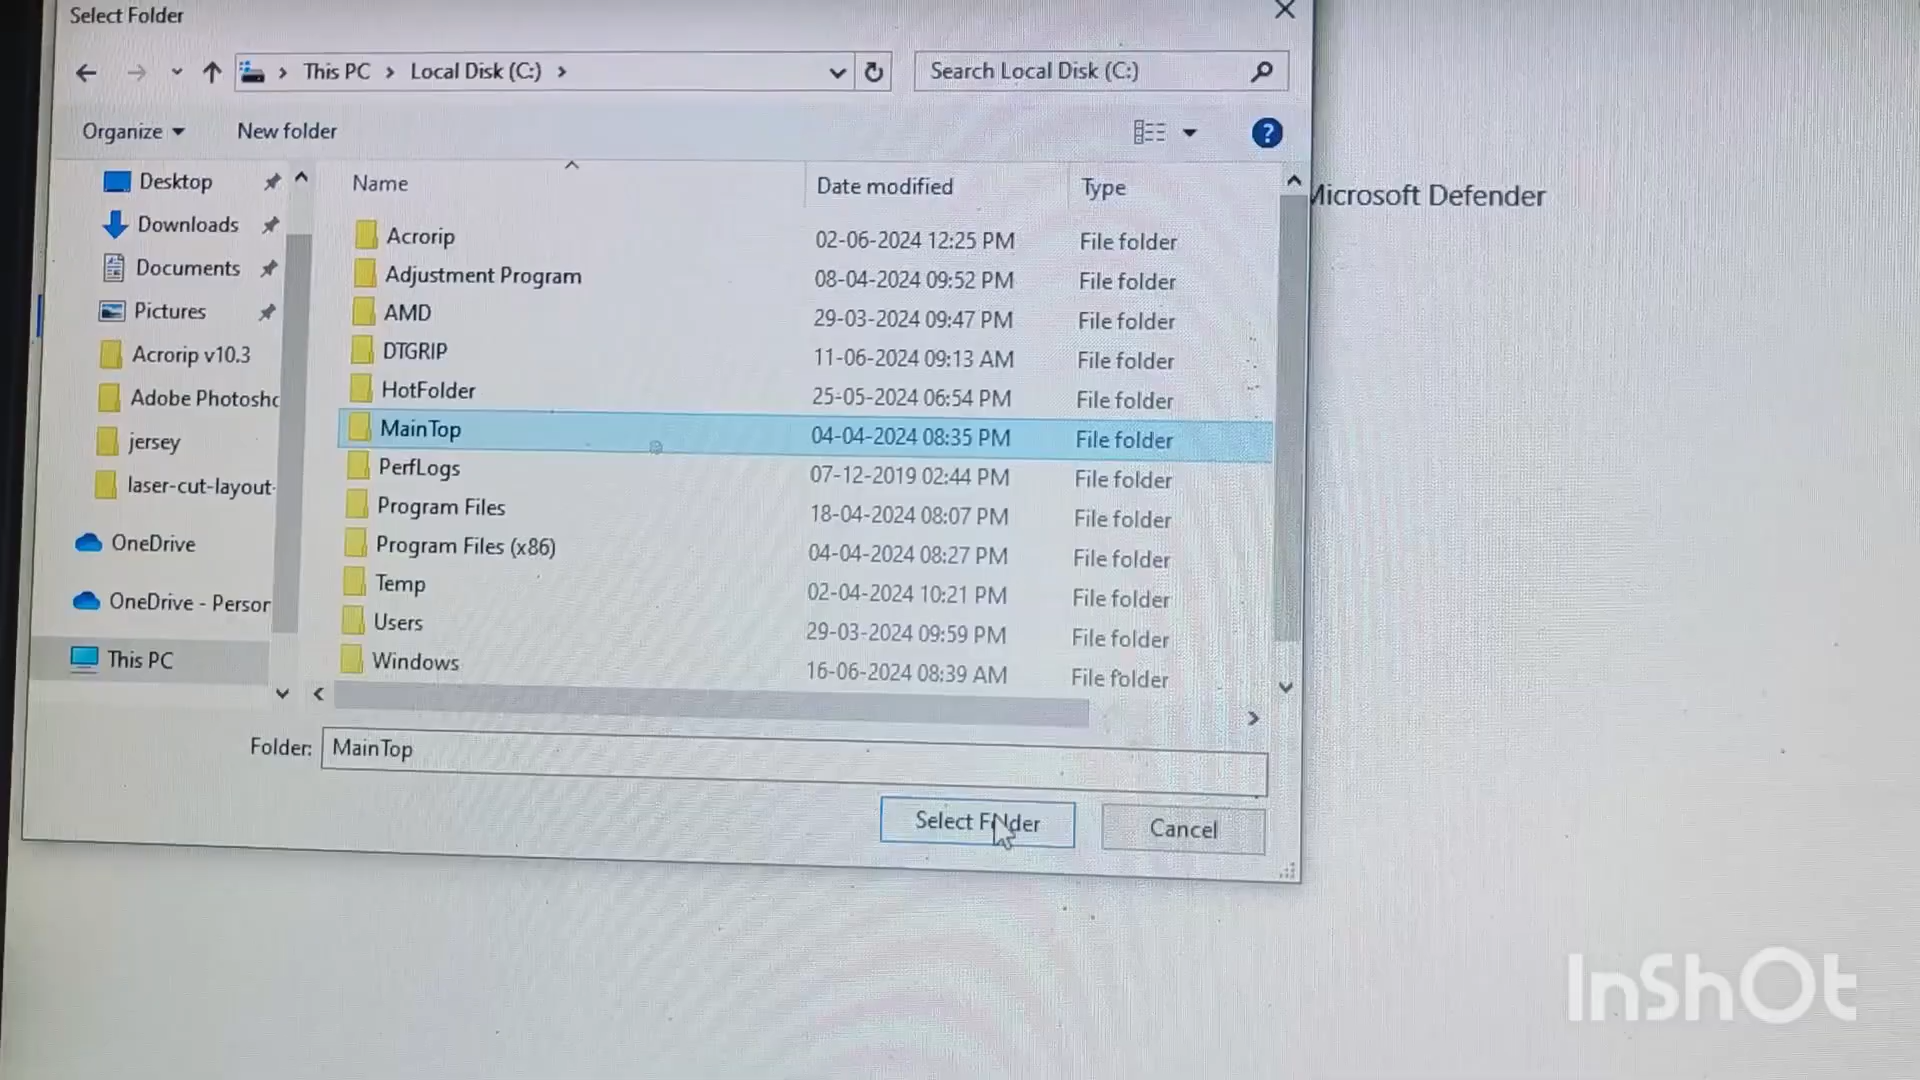 Select Folder
This PC > Local Disk (C:) >
Search Local Disk (C:)
Organize
New folder
Name
Date modified
Type
Desktop
Downloads
Documents
Pictures
Acrorip v10.3
Adobe Photosho
jersey
laser-cut-layout-
OneDrive
OneDrive - Person
This PC
Acrorip 02-06-2024 12:25 PM File folder
Adjustment Program 08-04-2024 09:52 PM File folder
AMD 29-03-2024 09:47 PM File folder
DTGRIP 11-06-2024 09:13 AM File folder
HotFolder 25-05-2024 06:54 PM File folder
MainTop 04-04-2024 08:35 PM File folder
PerfLogs 07-12-2019 02:44 PM File folder
Program Files 18-04-2024 08:07 PM File folder
Program Files (x86) 04-04-2024 08:27 PM File folder
Temp 02-04-2024 10:21 PM File folder
Users 29-03-2024 09:59 PM File folder
Windows 16-06-2024 08:39 AM File folder
Folder: MainTop
Select Folder
Cancel
Microsoft Defender
InShOt